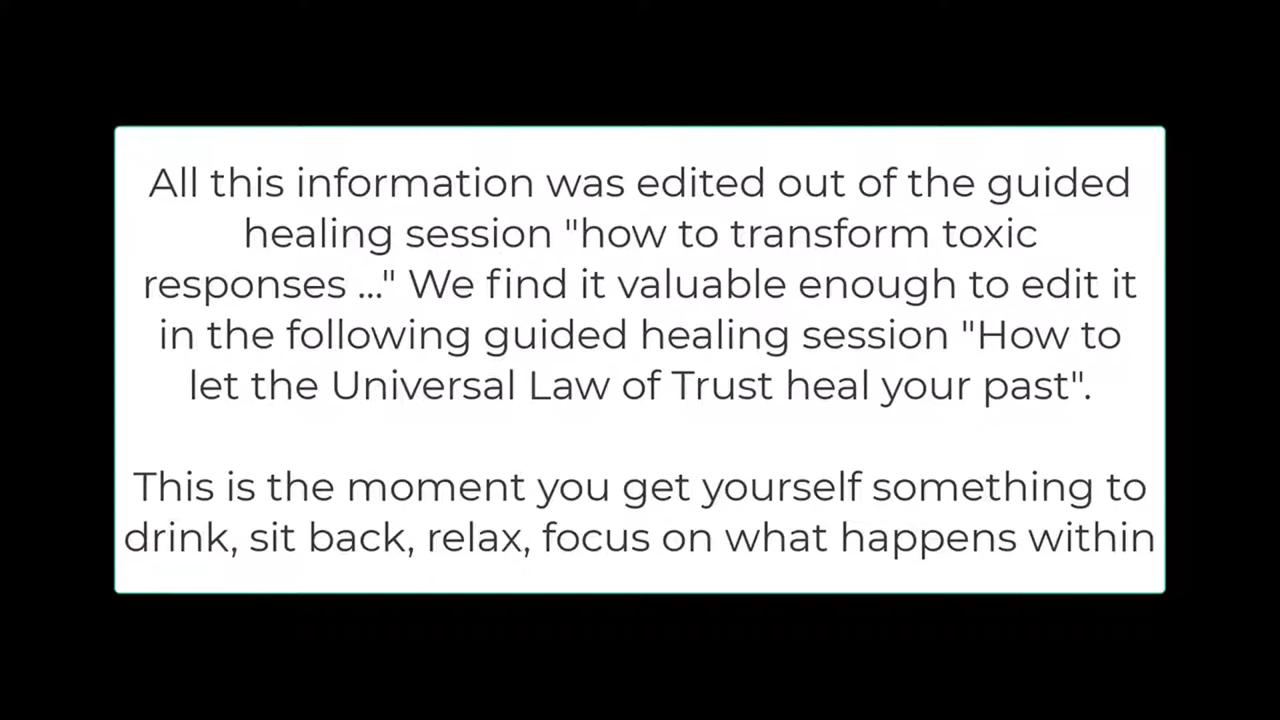 All this information was edited out of the guided
healing session "how to transform toxic
responses ..." We find it valuable enough to edit it
in the following guided healing session "How to
let the Universal Law of Trust heal your past".
This is the moment you get yourself something to
drink, sit back, relax, focus on what happens within